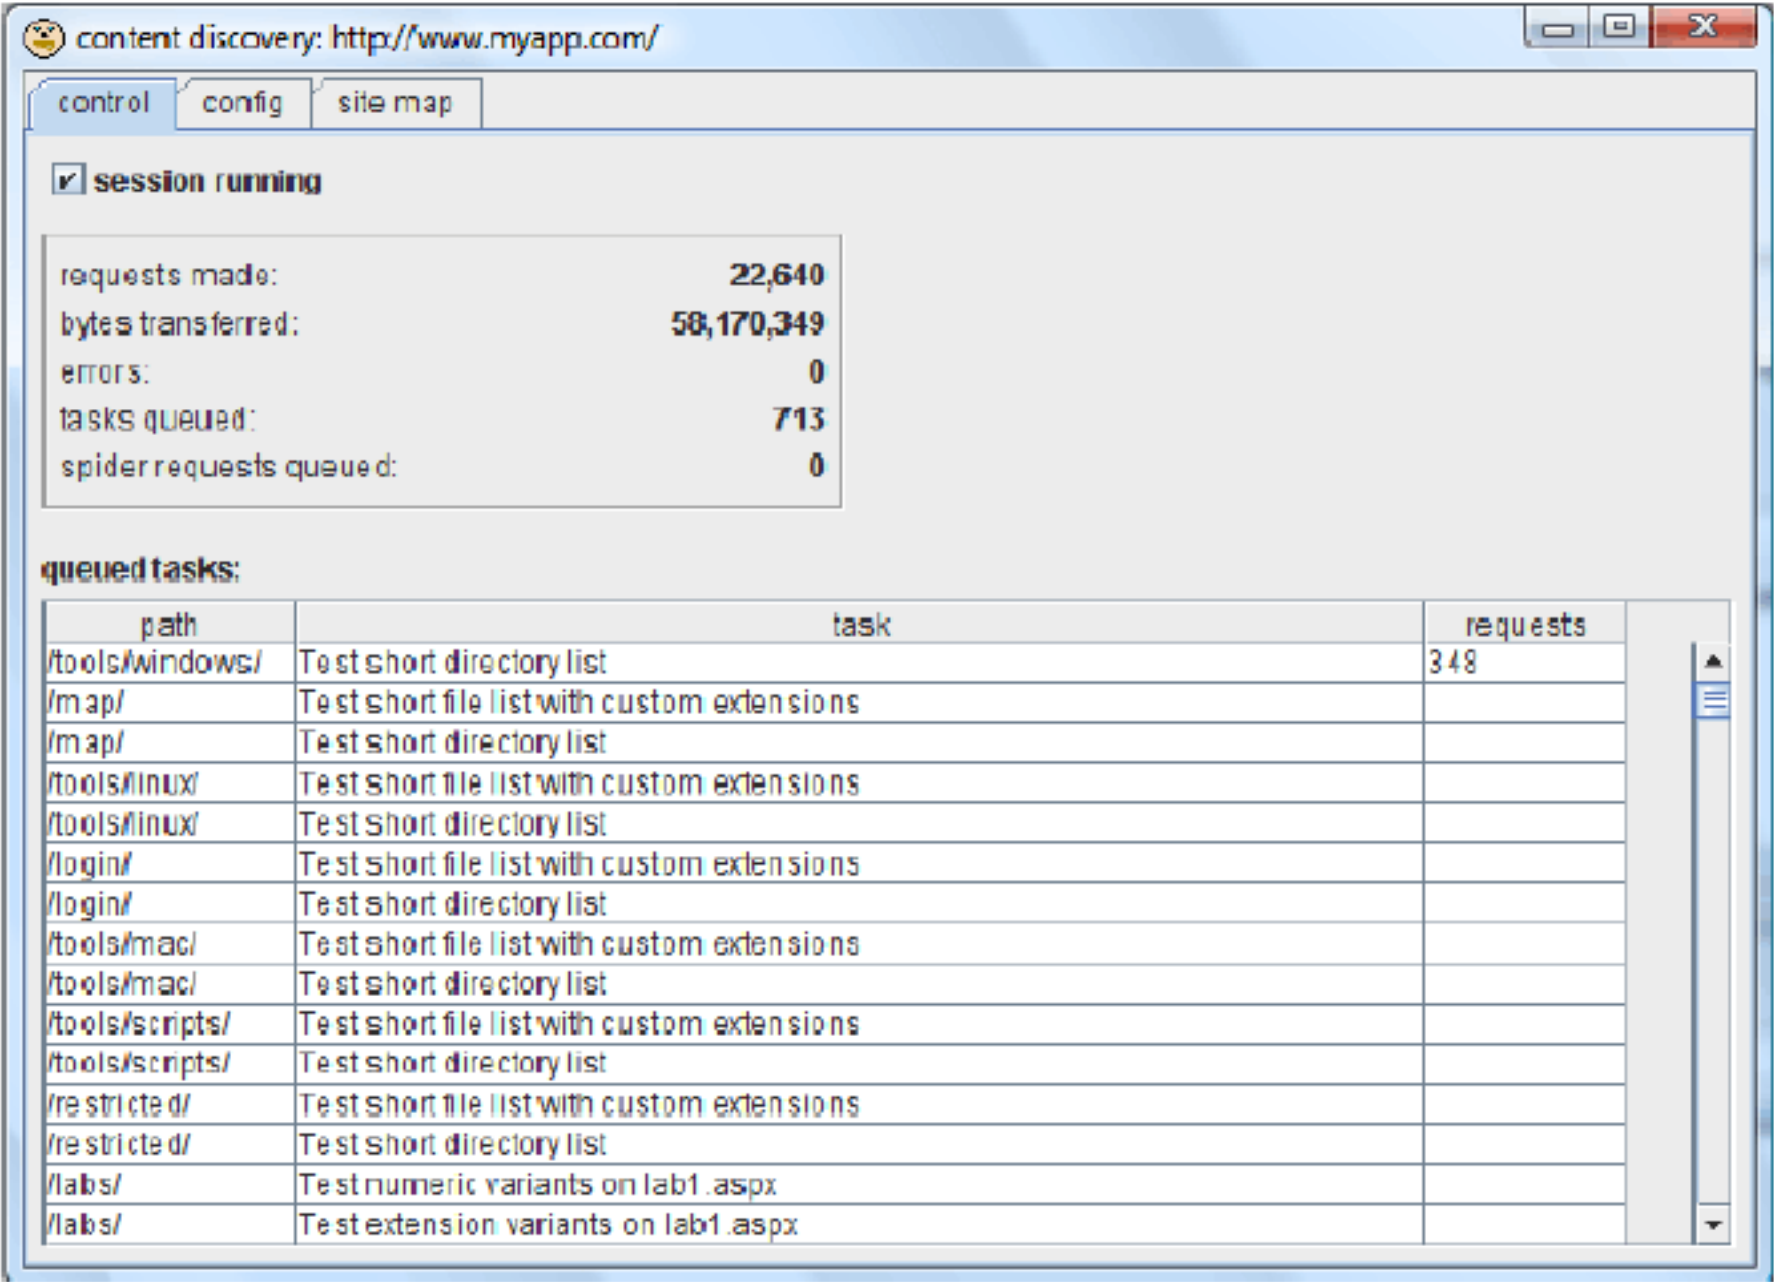 content discovery: http://www.myapp.com/
control config site map
session running
requests made: 22,640
bytes transferred: 58,170,349
errors: 0
tasks queued: 713
spider requests queued: 0
queued tasks:
path task requests
/tools/windows/ Test short directory list 348
/map/ Test short file list with custom extensions
/map/ Test short directory list
/tools/linux/ Test short file list with custom extensions
/tools/linux/ Test short directory list
/login/ Test short file list with custom extensions
/login/ Test short directory list
/tools/mac/ Test short file list with custom extensions
/tools/mac/ Test short directory list
/tools/scripts/ Test short file list with custom extensions
/tools/scripts/ Test short directory list
/restricted/ Test short file list with custom extensions
/restricted/ Test short directory list
/labs/ Test numeric variants on lab1.aspx
/labs/ Test extension variants on lab1.aspx